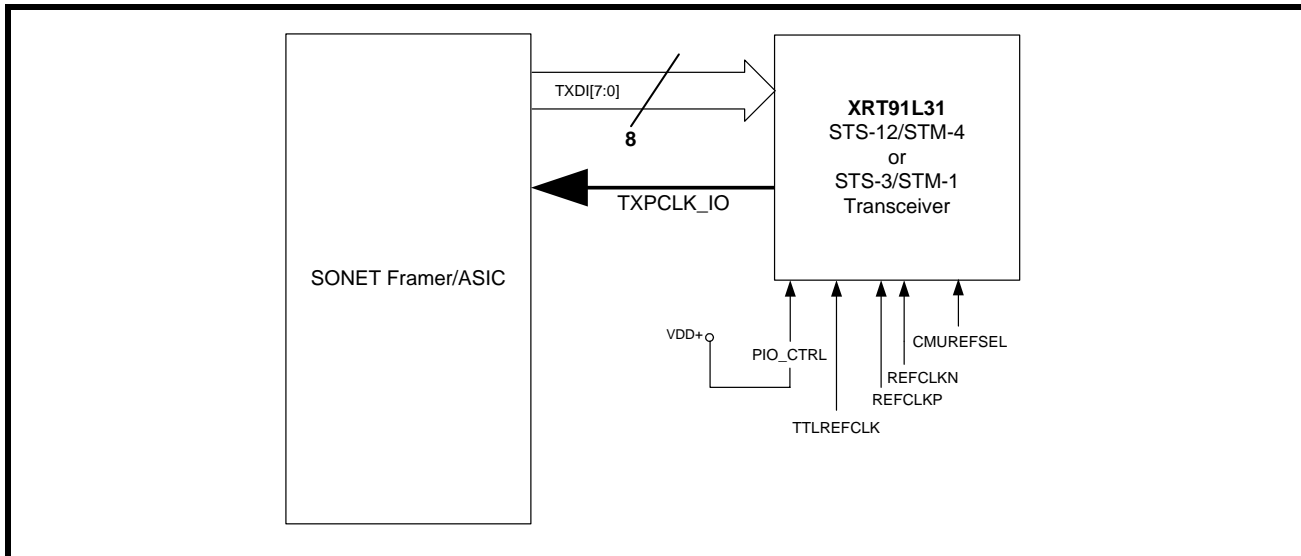 TXDI[7:0]
8
TXPCLK_IO
SONET Framer/ASIC
XRT91L31
STS-12/STM-4
or
STS-3/STM-1
Transceiver
VDD+
PIO_CTRL
CMUREFSEL
REFCLKN
REFCLKP
TTLREFCLK